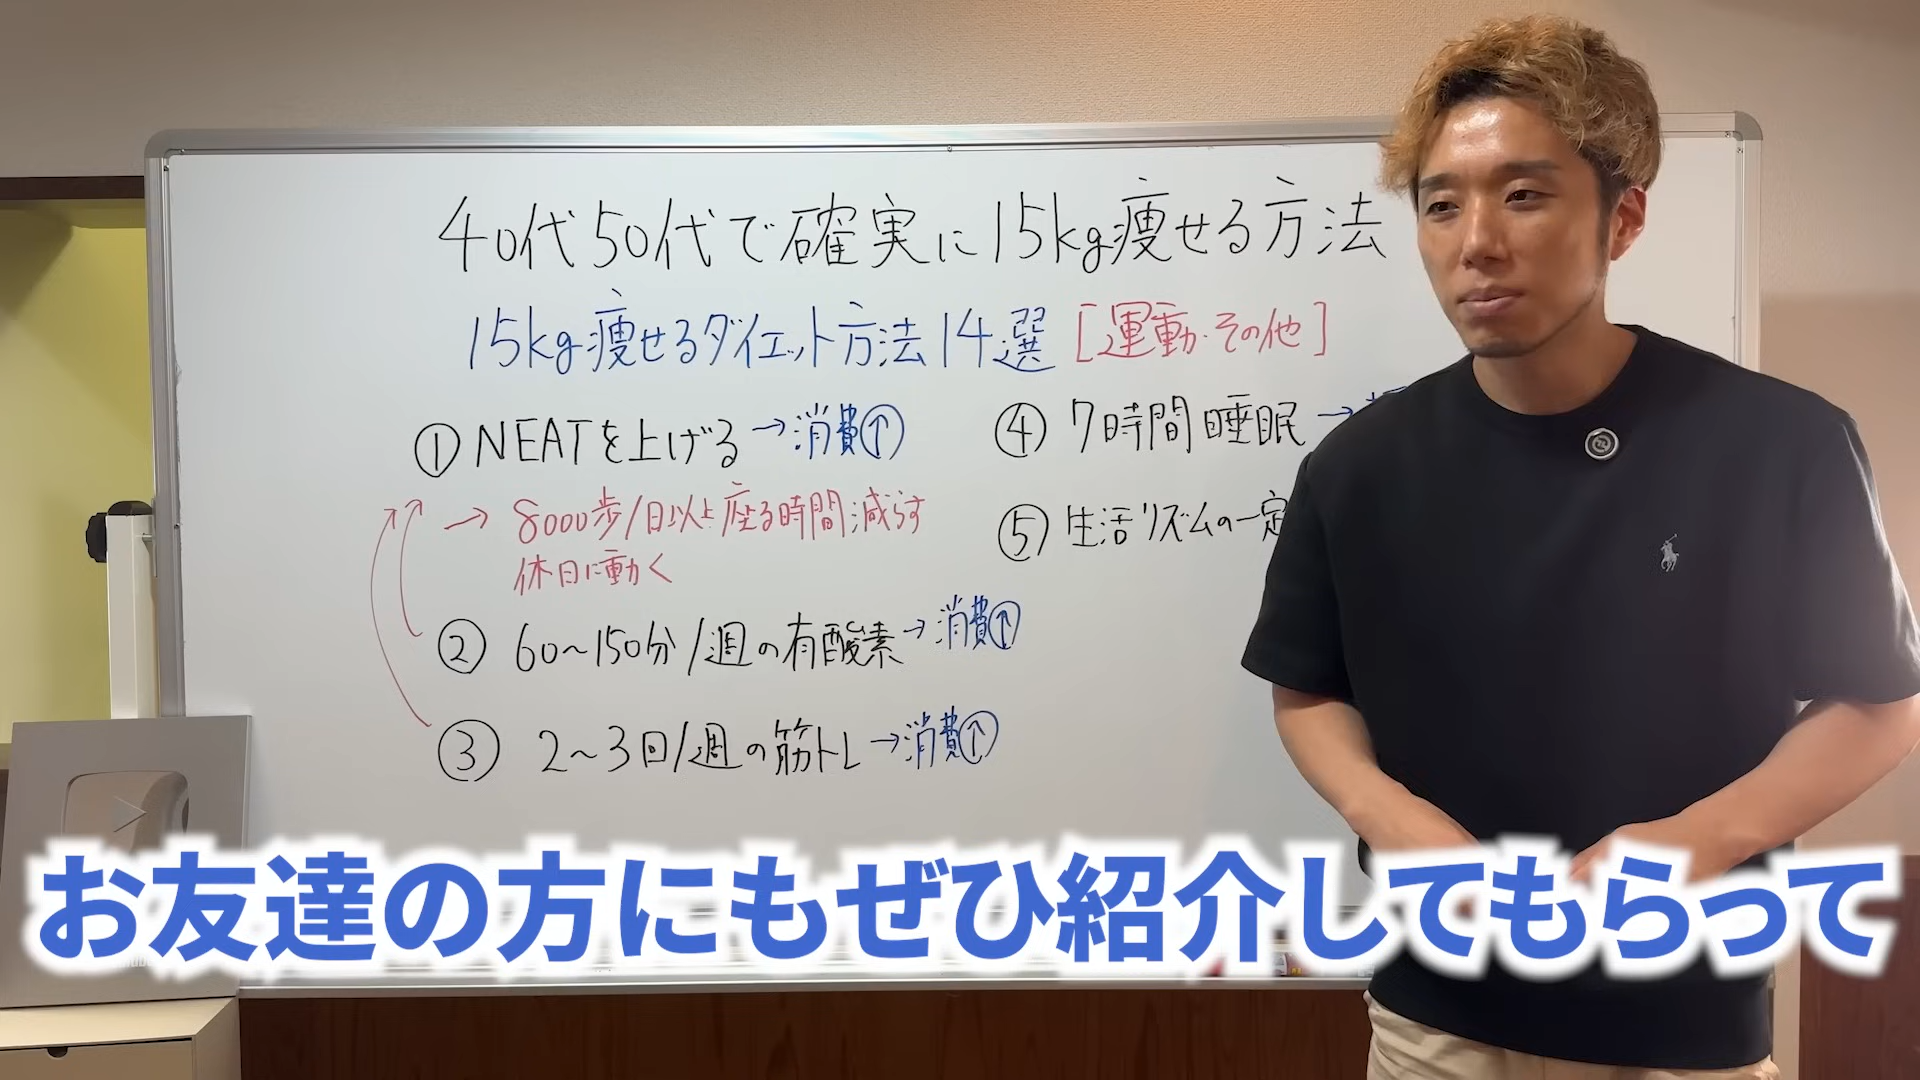 40代50代で確実に15kg痩せる方法
15kg痩せるダイエット方法14選［運動・その他］
① NEATを上げる→消費↑
→ 8000歩/日以上 座る時間減らす
休日に動く
② 60～150分/週の有酸素→消費↑
③ 2～3回/週の筋トレ→消費↑
④ 7時間睡眠→
⑤ 生活リズムの一定
お友達の方にもぜひ紹介してもらって